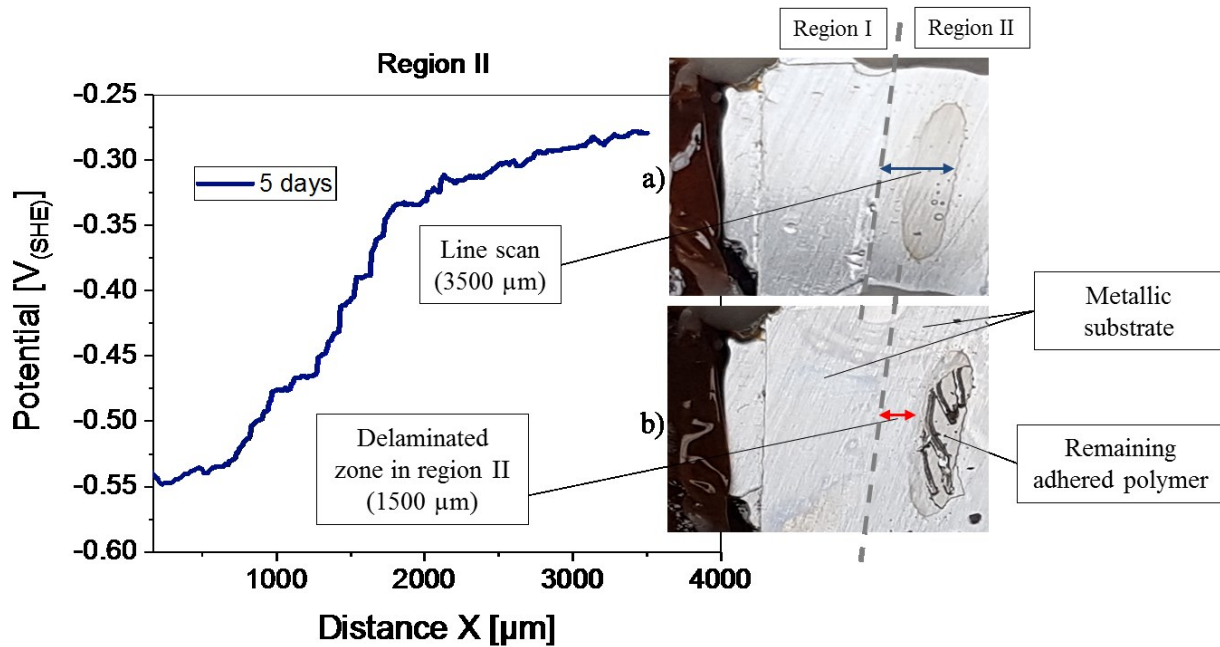 Region I
Region II
Region II
-0.25
-0.30
-0.35
-0.40
-0.45
-0.50
-0.55
-0.60
Potential [V(SHE)]
5 days
1000
2000
3000
4000
Distance X [µm]
a)
Line scan
(3500 µm)
Metallic
substrate
b)
Delaminated
zone in region II
(1500 µm)
Remaining
adhered polymer